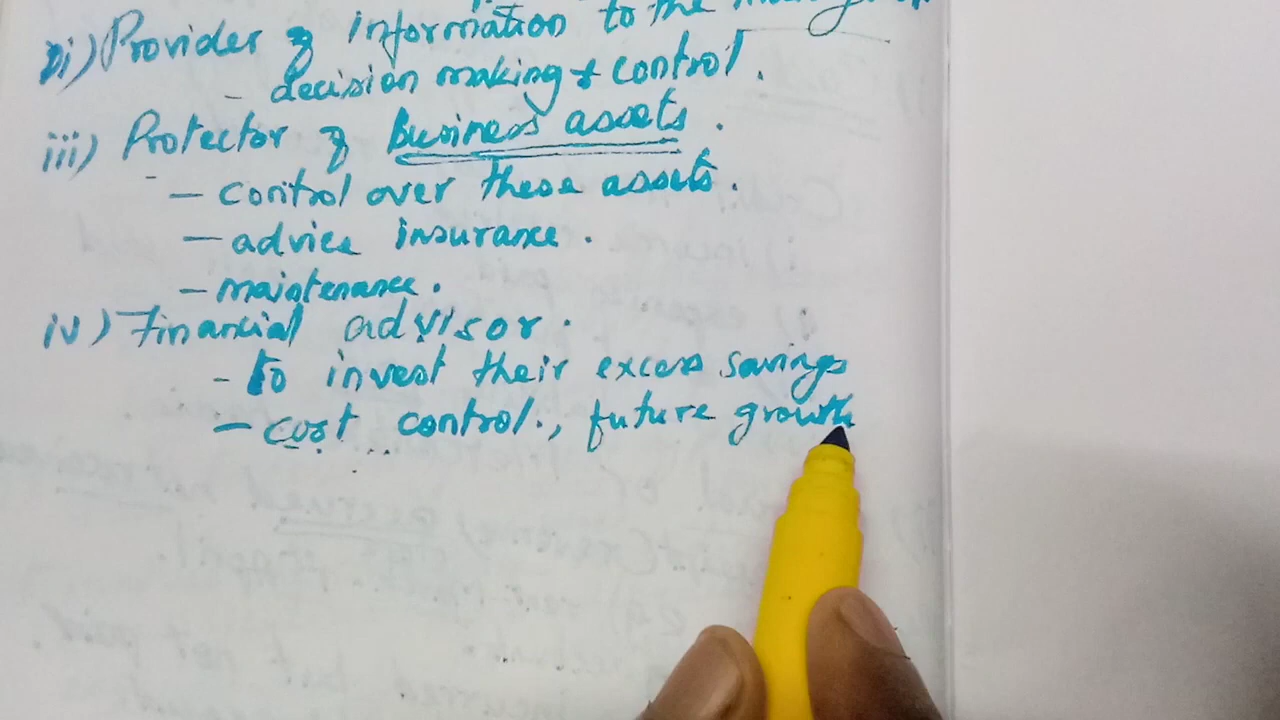 ii) Provider of information to the
- decision making & control.
iii) Protector of Business assets.
- control over these assets.
- advice insurance.
- maintenance.
iv) Financial advisor.
- to invest their excess savings
- cost control., future growth